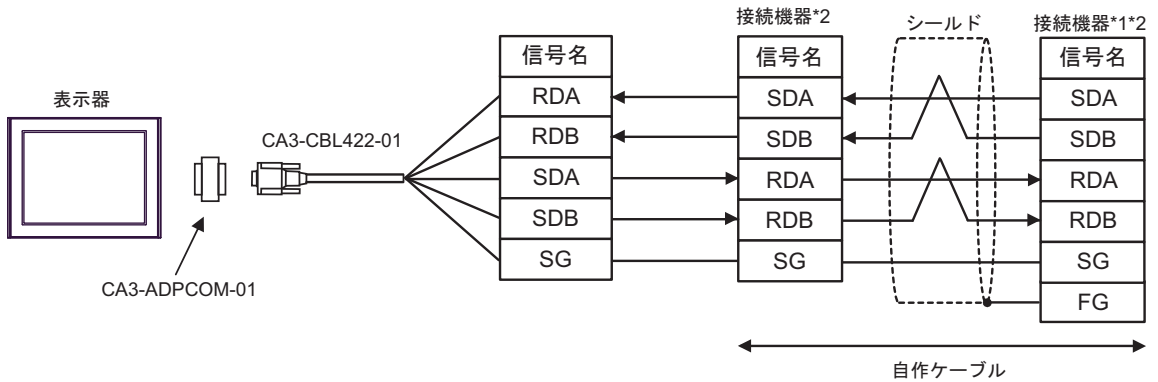 表示器
CA3-ADPCOM-01
CA3-CBL422-01
信号名
RDA
RDB
SDA
SDB
SG
接続機器*2
信号名
SDA
SDB
RDA
RDB
SG
シールド
接続機器*1*2
信号名
SDA
SDB
RDA
RDB
SG
FG
自作ケーブル